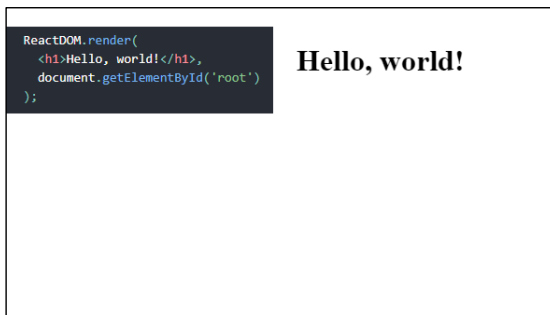 ReactDOM.render(
<h1>Hello, world!</h1>,
document.getElementById('root')
);
Hello, world!